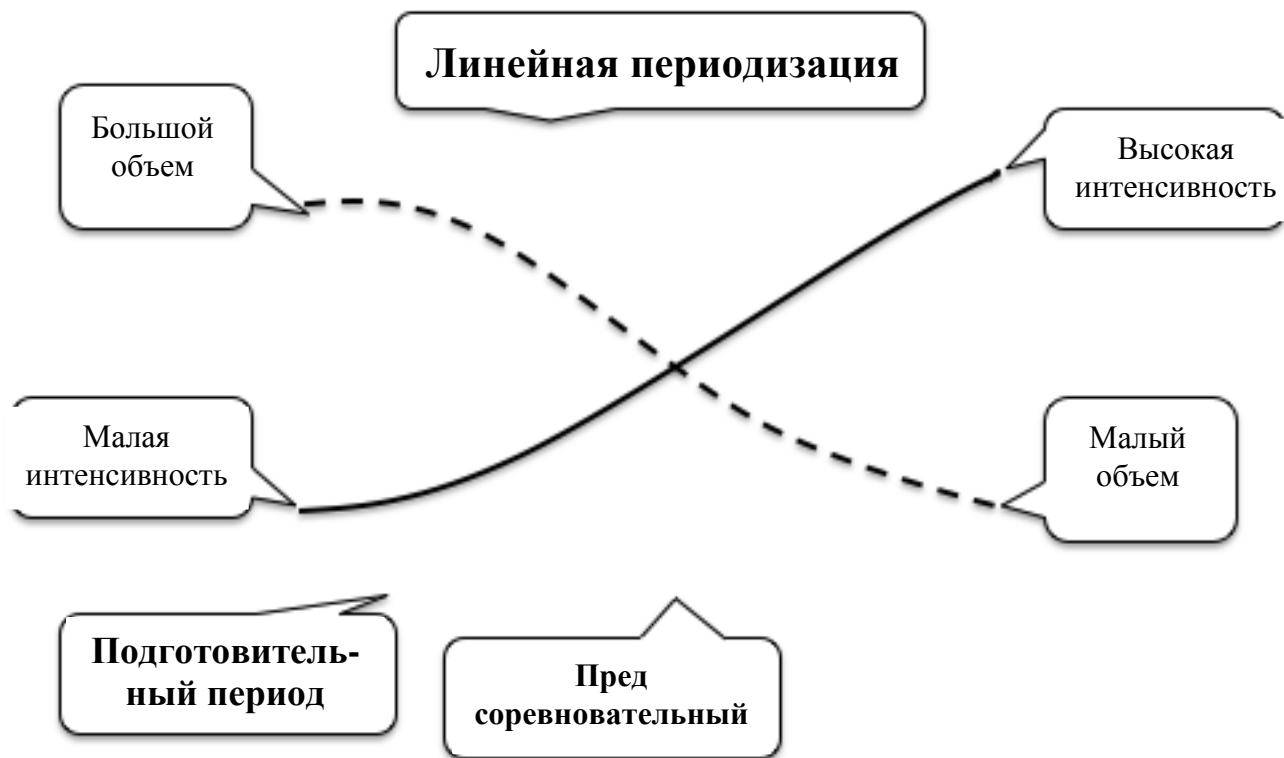 Линейная периодизация
Большой
объем
Высокая
интенсивность
Малая
интенсивность
Малый
объем
Подготовитель-
ный период
Пред
соревновательный